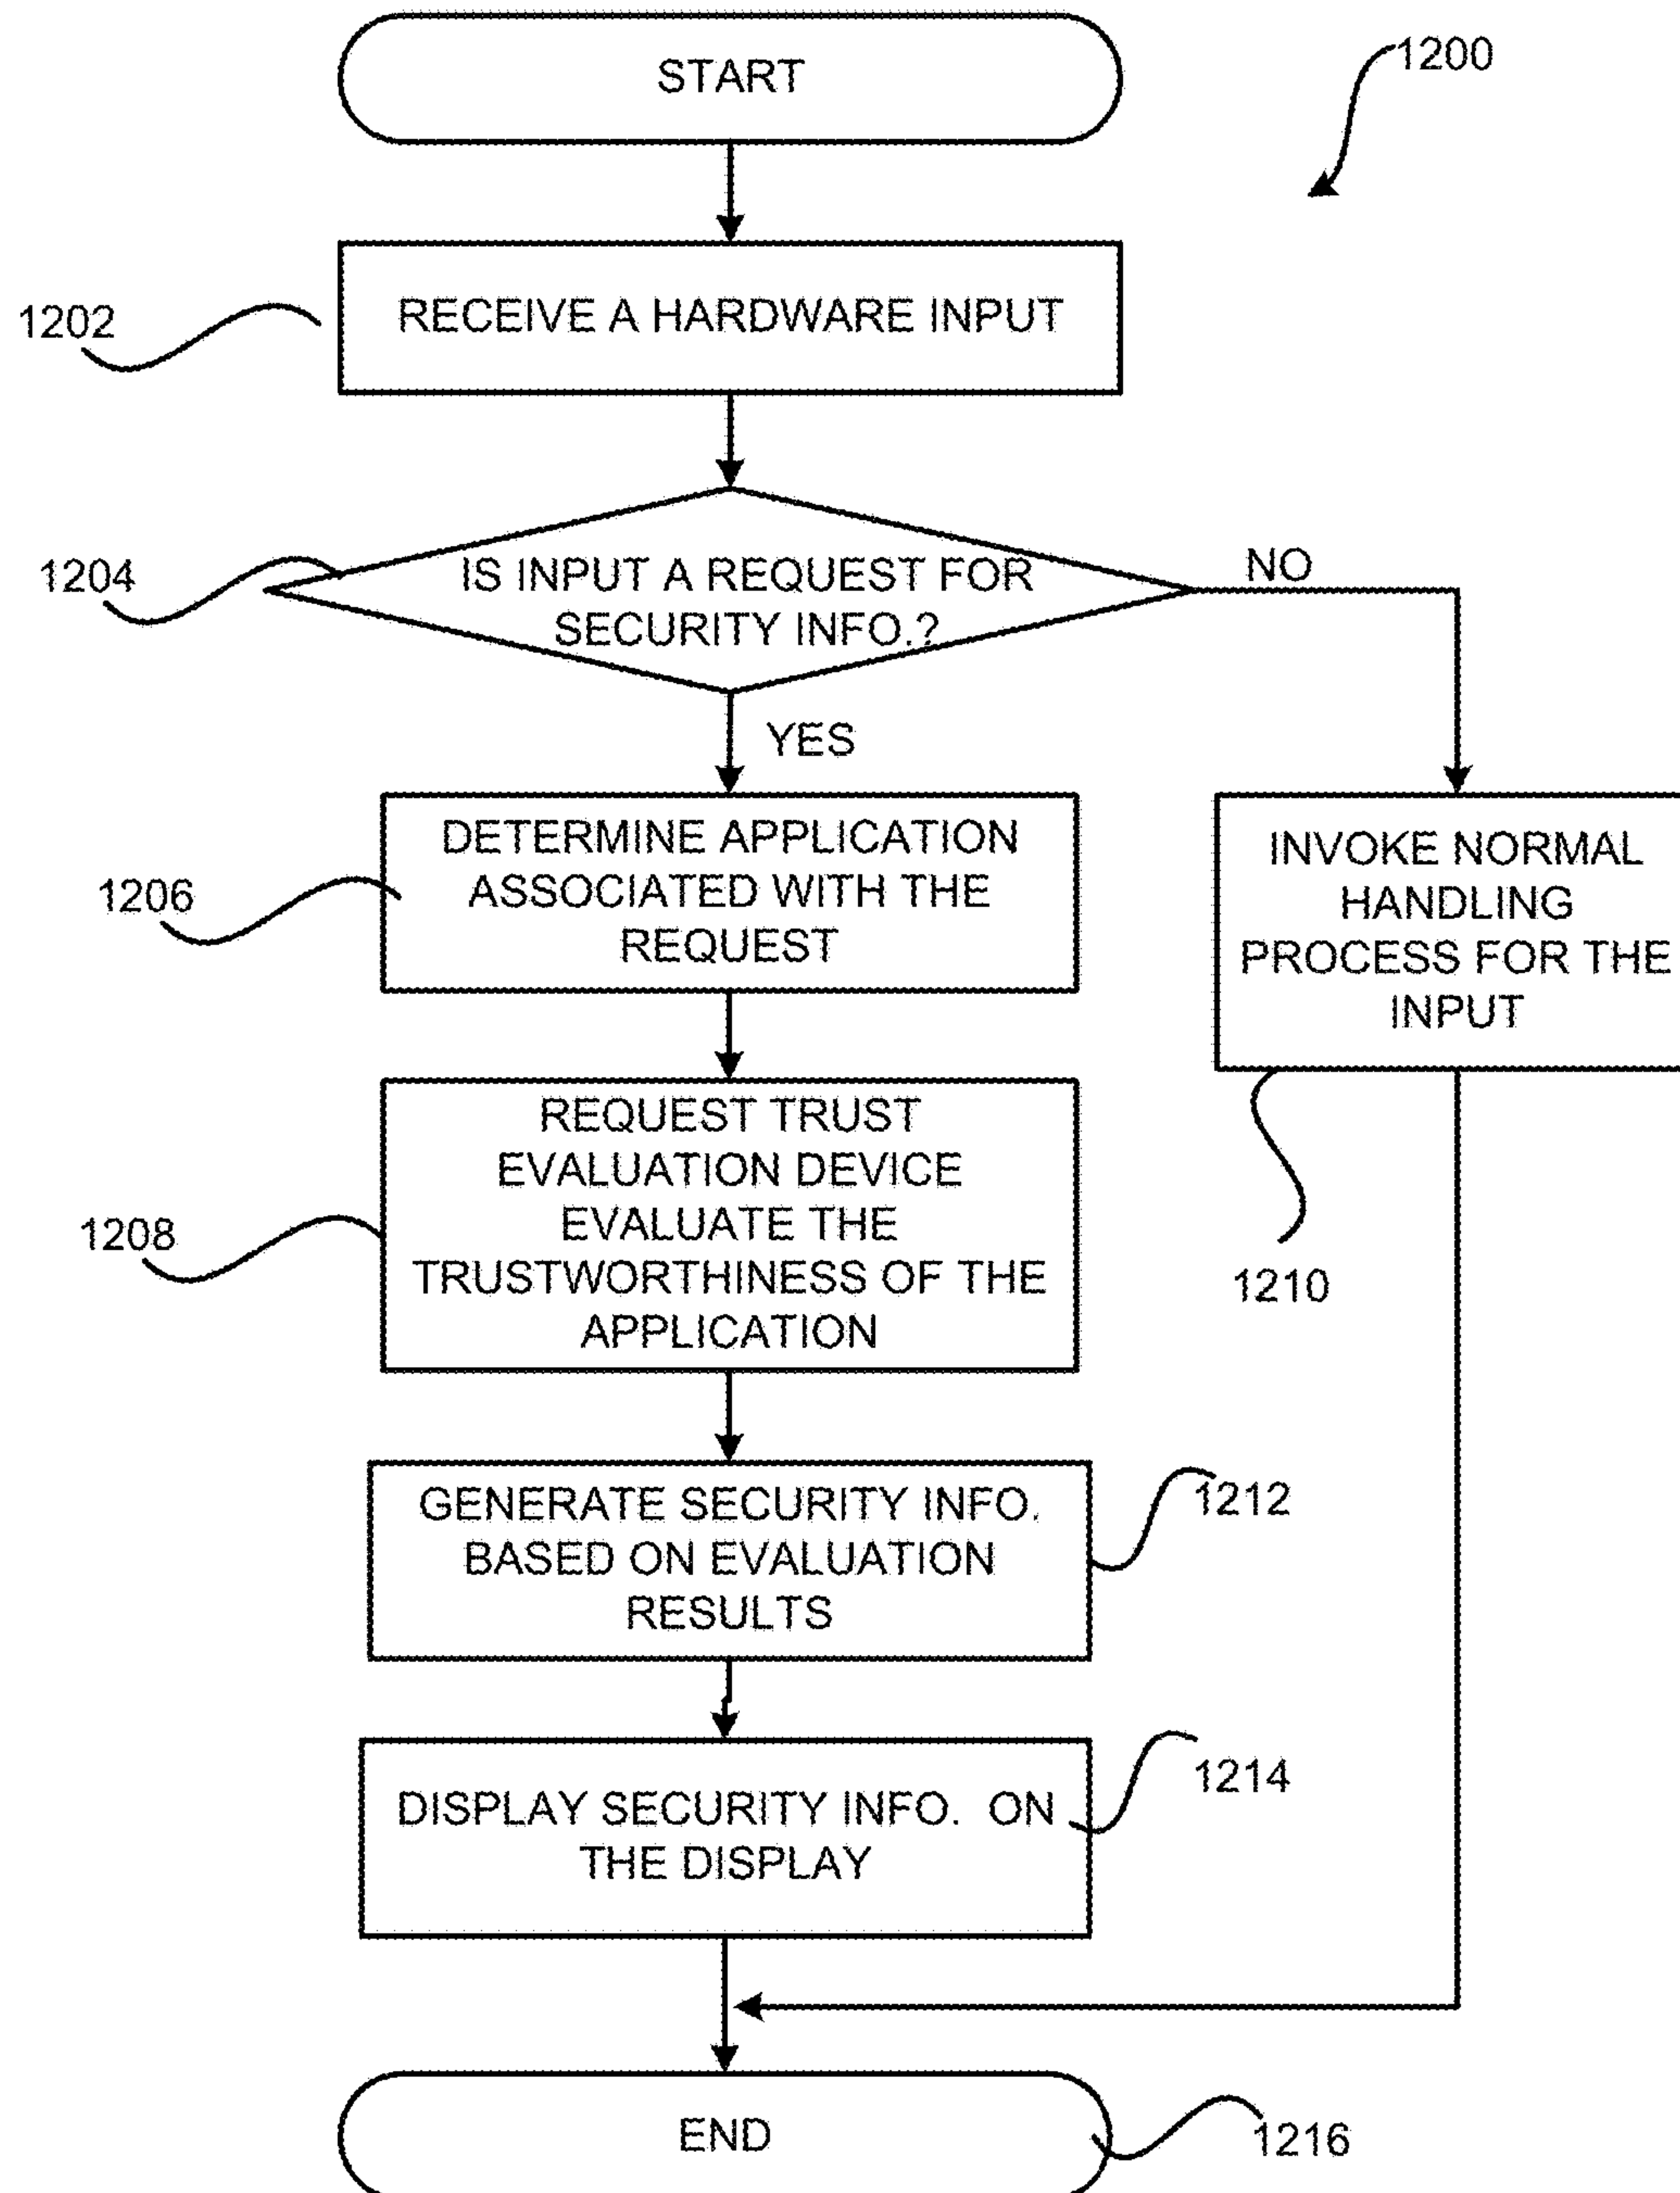 START
1200
1202
RECEIVE A HARDWARE INPUT
1204
IS INPUT A REQUEST FOR
SECURITY INFO.?
NO
YES
1206
DETERMINE APPLICATION
ASSOCIATED WITH THE
REQUEST
INVOKE NORMAL
HANDLING
PROCESS FOR THE
INPUT
1210
1208
REQUEST TRUST
EVALUATION DEVICE
EVALUATE THE
TRUSTWORTHINESS OF THE
APPLICATION
GENERATE SECURITY INFO.
BASED ON EVALUATION
RESULTS
1212
DISPLAY SECURITY INFO. ON
THE DISPLAY
1214
END
1216